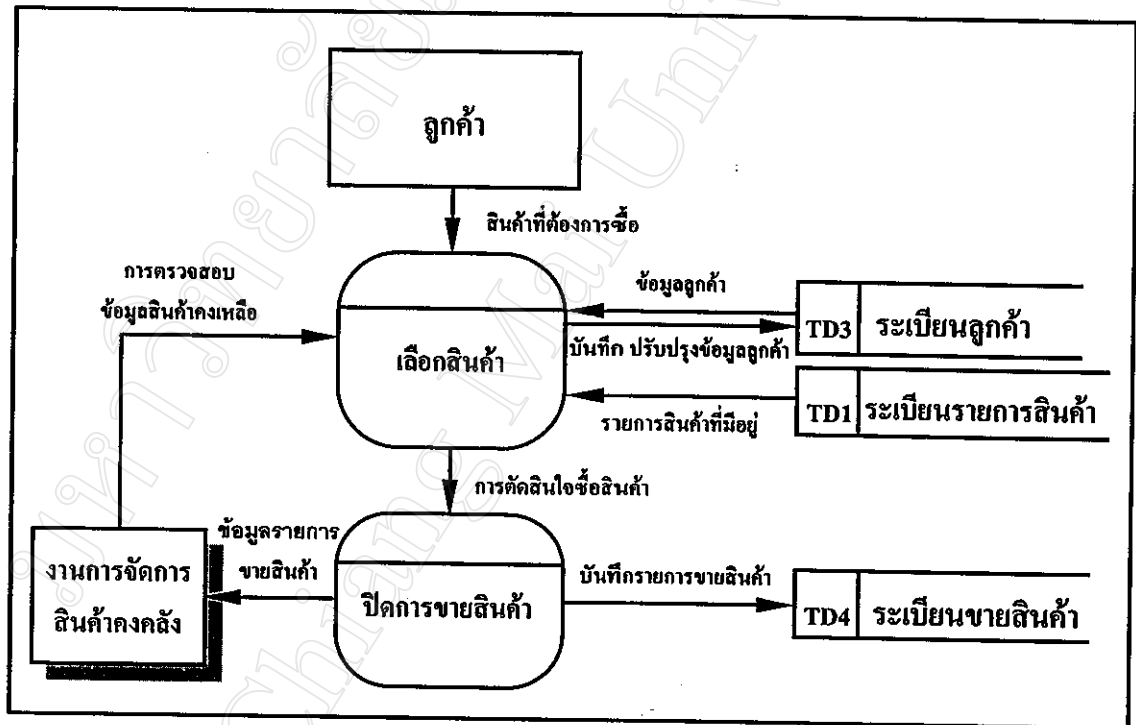 ลูกค้า
สินค้าที่ต้องการซื้อ
การตรวจสอบ
ข้อมูลสินค้าคงเหลือ
ข้อมูลลูกค้า
TD3 ระเบียนลูกค้า
บันทึก ปรับปรุงข้อมูลลูกค้า
เลือกสินค้า
TD1 ระเบียนรายการสินค้า
รายการสินค้าที่มีอยู่
การตัดสินใจซื้อสินค้า
ข้อมูลรายการ
ขายสินค้า
งานการจัดการ
สินค้าคงคลัง
บันทึกรายการขายสินค้า
ปิดการขายสินค้า
TD4 ระเบียนขายสินค้า
Chiang Mai Univ